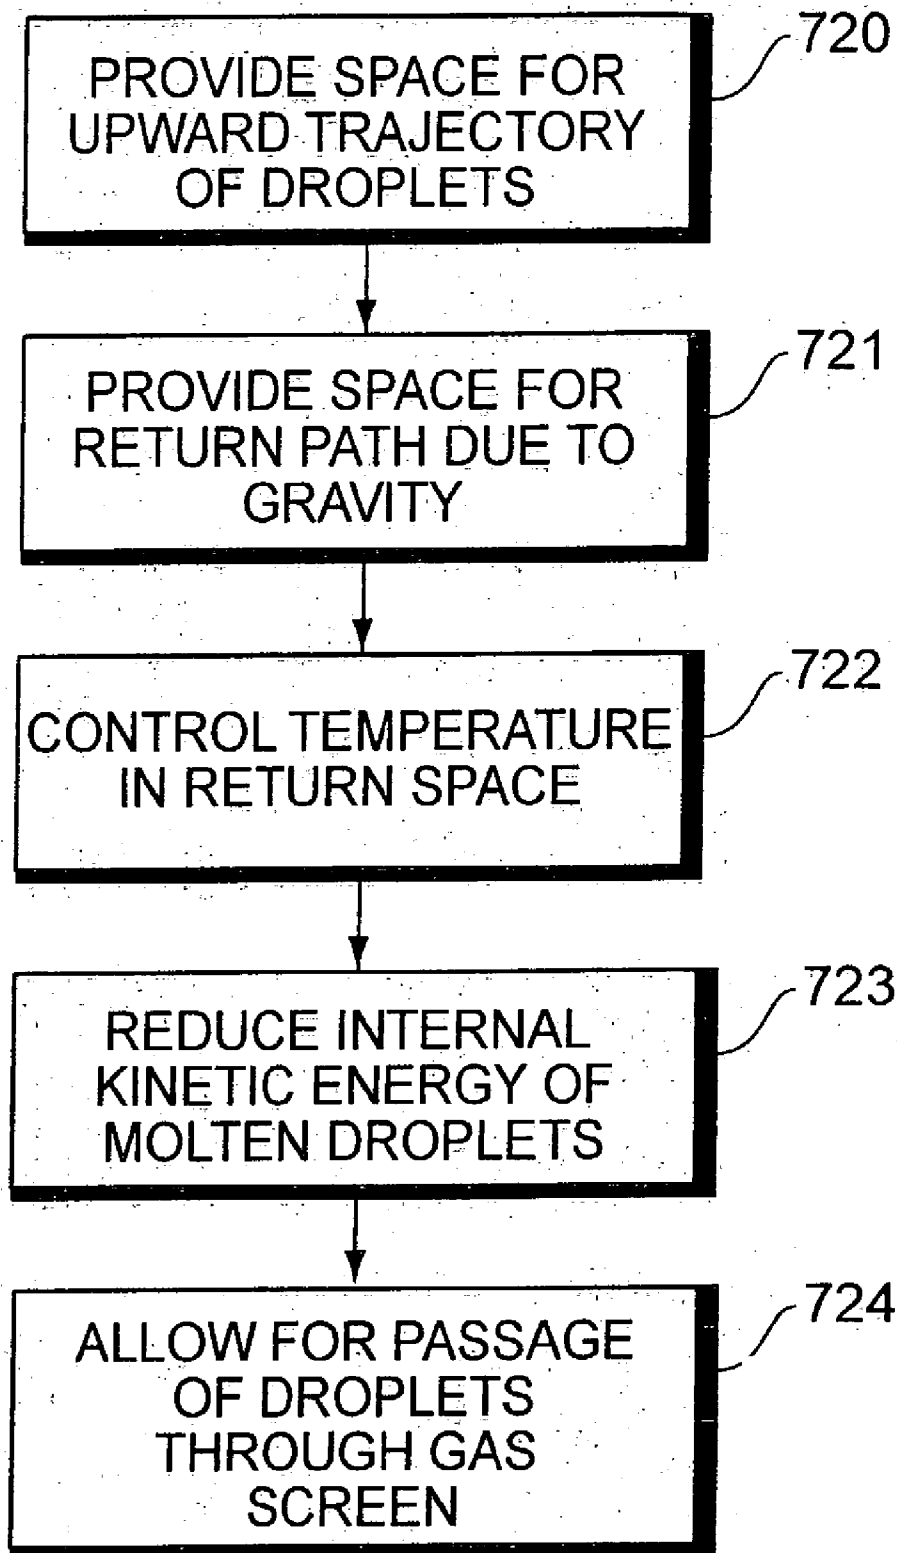 720
PROVIDE SPACE FOR
UPWARD TRAJECTORY
OF DROPLETS
721
PROVIDE SPACE FOR
RETURN PATH DUE TO
GRAVITY
722
CONTROL TEMPERATURE
IN RETURN SPACE
723
REDUCE INTERNAL
KINETIC ENERGY OF
MOLTEN DROPLETS
724
ALLOW FOR PASSAGE
OF DROPLETS
THROUGH GAS
SCREEN